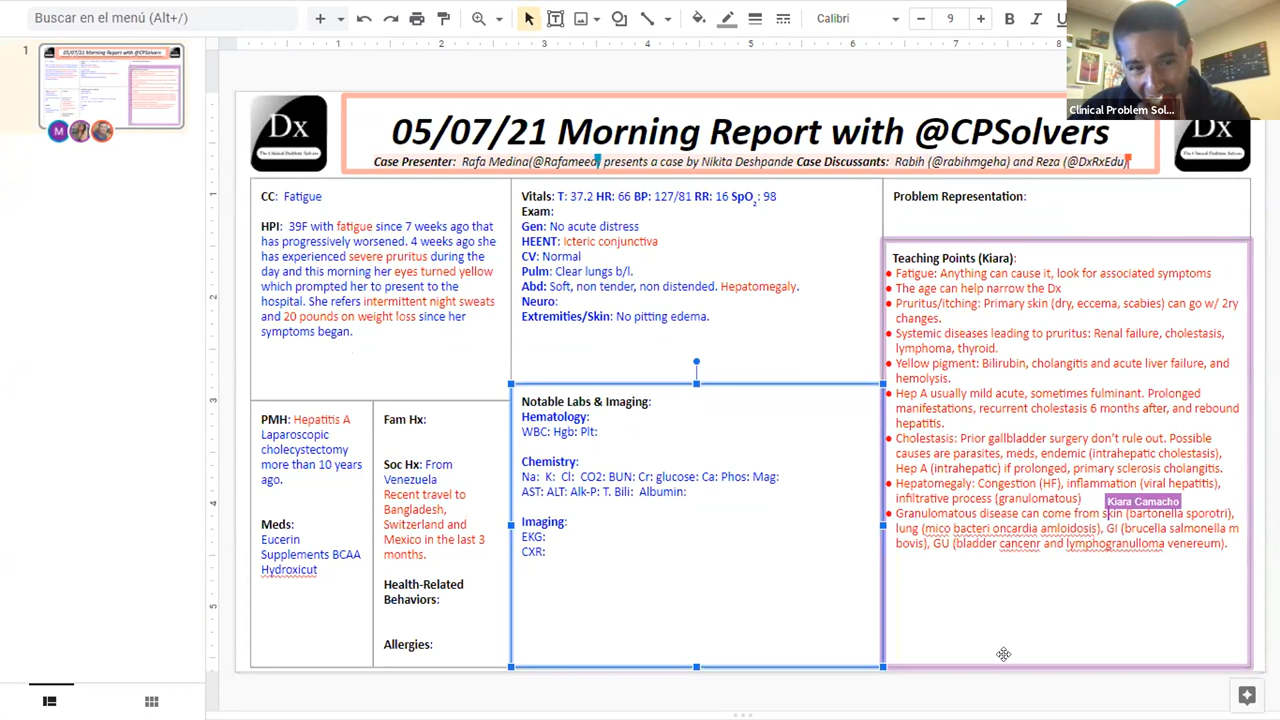 Buscar en el menú (Alt+/)
Calibri
9
B
I
U
1
Clinical Problem Sol...
Dx
The Clinical Problem Solvers
05/07/21 Morning Report with @CPSolvers
Case Presenter: Rafa Medina(@Rafameed) presents a case by Nikita Deshpande Case Discussants: Rabih (@rabihmgeha) and Reza (@DxRxEdu)
Dx
The Clinical Problem Solvers
CC: Fatigue
HPI: 39F with fatigue since 7 weeks ago that
has progressively worsened. 4 weeks ago she
has experienced severe pruritus during the
day and this morning her eyes turned yellow
which prompted her to present to the
hospital. She refers intermittent night sweats
and 20 pounds on weight loss since her
symptoms began.
PMH: Hepatitis A
Laparoscopic
cholecystectomy
more than 10 years
ago.
Meds:
Eucerin
Supplements BCAA
Hydroxicut
Fam Hx:
Soc Hx: From
Venezuela
Recent travel to
Bangladesh,
Switzerland and
Mexico in the last 3
months.
Health-Related
Behaviors:
Allergies:
Vitals: T: 37.2 HR: 66 BP: 127/81 RR: 16 SpO2: 98
Exam:
Gen: No acute distress
HEENT: Icteric conjunctiva
CV: Normal
Pulm: Clear lungs b/l.
Abd: Soft, non tender, non distended. Hepatomegaly.
Neuro:
Extremities/Skin: No pitting edema.
Notable Labs & Imaging:
Hematology:
WBC: Hgb: Plt:
Chemistry:
Na: K: Cl: CO2: BUN: Cr: glucose: Ca: Phos: Mag:
AST: ALT: Alk-P: T. Bili: Albumin:
Imaging:
EKG:
CXR:
Problem Representation:
Teaching Points (Kiara):
● Fatigue: Anything can cause it, look for associated symptoms
● The age can help narrow the Dx
● Pruritus/itching: Primary skin (dry, eccema, scabies) can go w/ 2ry
changes.
● Systemic diseases leading to pruritus: Renal failure, cholestasis,
lymphoma, thyroid.
● Yellow pigment: Bilirubin, cholangitis and acute liver failure, and
hemolysis.
● Hep A usually mild acute, sometimes fulminant. Prolonged
manifestations, recurrent cholestasis 6 months after, and rebound
hepatitis.
● Cholestasis: Prior gallbladder surgery don't rule out. Possible
causes are parasites, meds, endemic (intrahepatic cholestasis),
Hep A (intrahepatic) if prolonged, primary sclerosis cholangitis.
● Hepatomegaly: Congestion (HF), inflammation (viral hepatitis),
infiltrative process (granulomatous)
Kiara Camacho
● Granulomatous disease can come from skin (bartonella sporotri),
lung (mico bacteri oncardia amloidosis), GI (brucella salmonella m
bovis), GU (bladder cancenr and lymphogranulloma venereum).